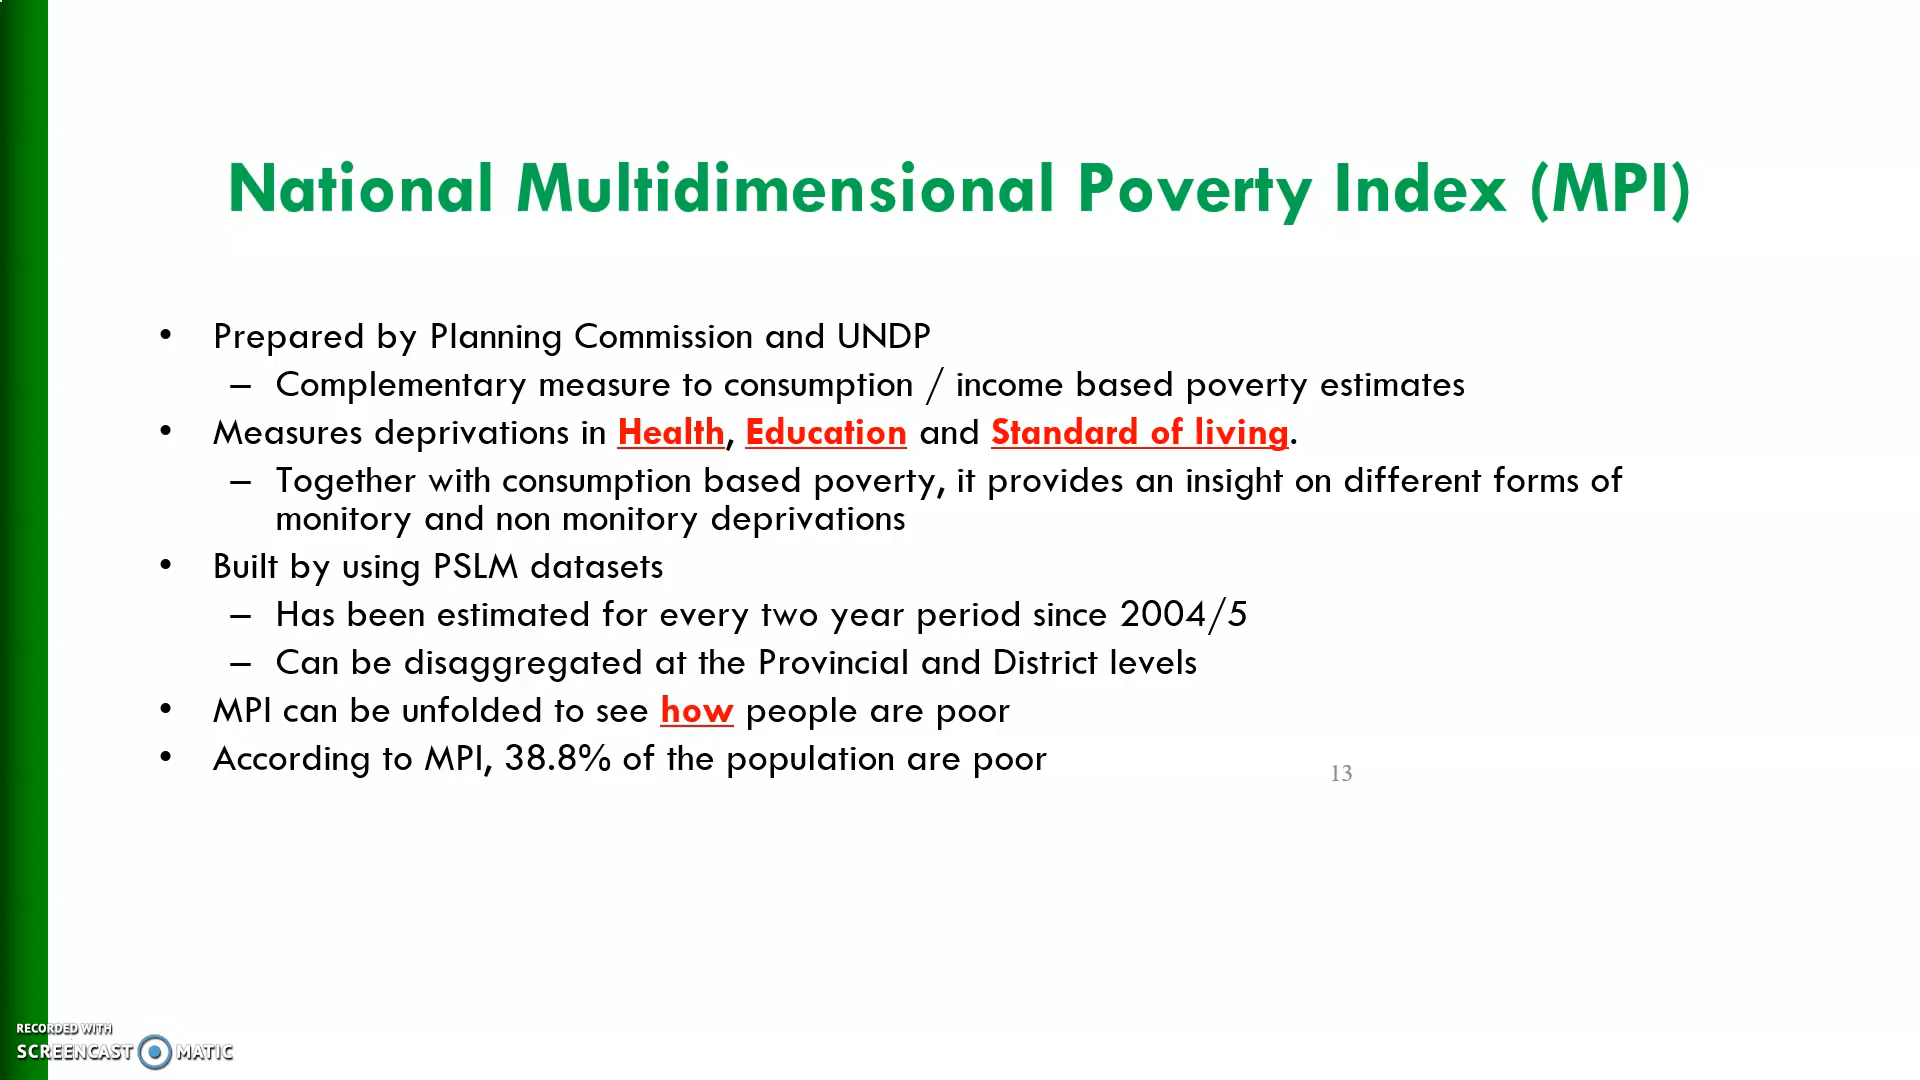 National Multidimensional Poverty Index (MPI)
• Prepared by Planning Commission and UNDP
– Complementary measure to consumption / income based poverty estimates
• Measures deprivations in Health, Education and Standard of living.
– Together with consumption based poverty, it provides an insight on different forms of
monitory and non monitory deprivations
• Built by using PSLM datasets
– Has been estimated for every two year period since 2004/5
– Can be disaggregated at the Provincial and District levels
• MPI can be unfolded to see how people are poor
• According to MPI, 38.8% of the population are poor
13
RECORDED WITH
SCREENCAST MATIC